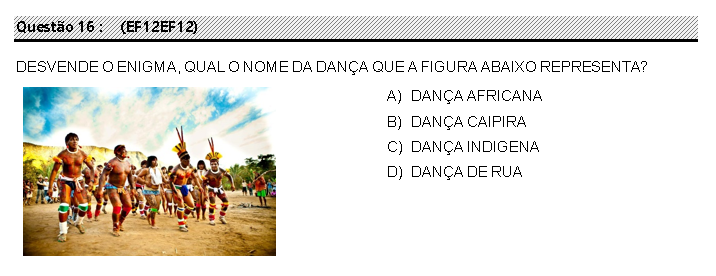 Questão 16 : (EF12EF12)
DESVENDE O ENIGMA, QUAL O NOME DA DANÇA QUE A FIGURA ABAIXO REPRESENTA?
A) DANÇA AFRICANA
B) DANÇA CAIPIRA
C) DANÇA INDIGENA
D) DANÇA DE RUA